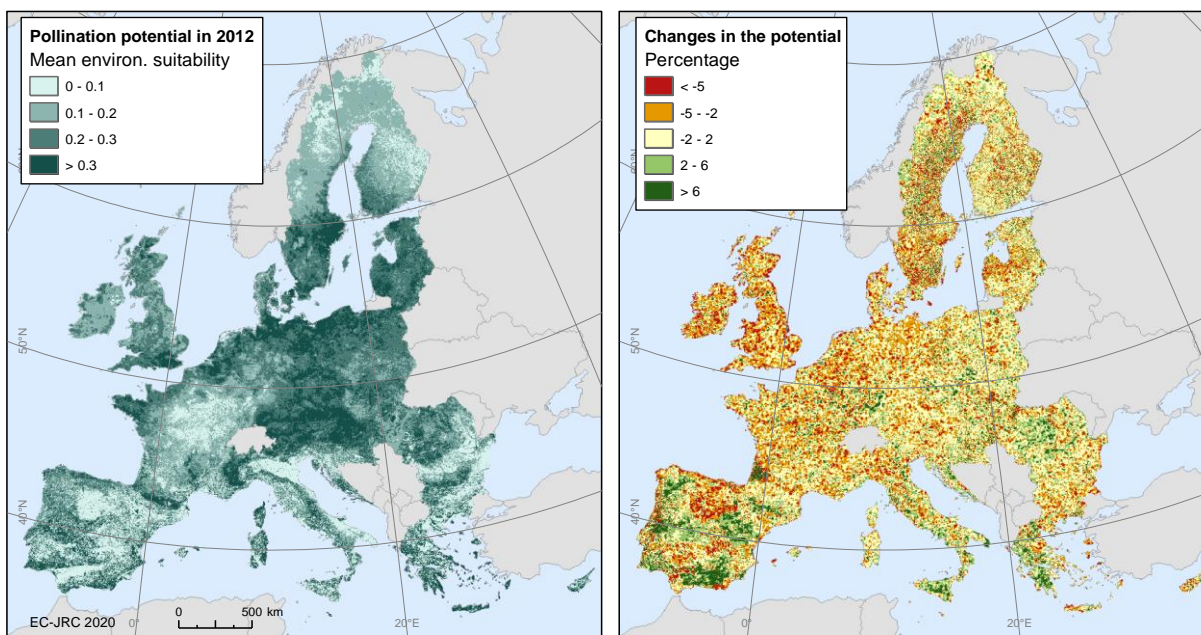 Pollination potential in 2012
Mean environ. suitability
0 - 0.1
0.1 - 0.2
0.2 - 0.3
> 0.3
50°N
40°N
EC-JRC 2020
0°
0 500 km
20°E
Changes in the potential
Percentage
< -5
-5 - -2
-2 - 2
2 - 6
> 6
60°N
50°N
40°N
0°
20°E